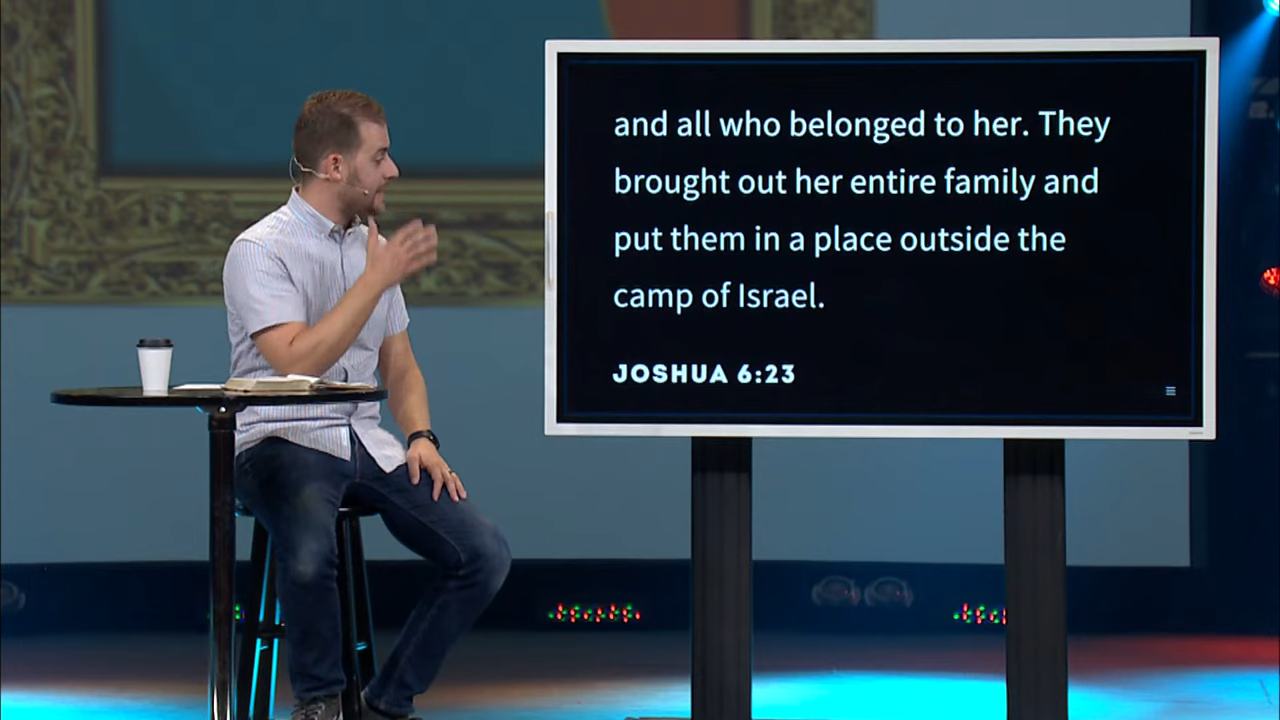 and all who belonged to her. They
brought out her entire family and
put them in a place outside the
camp of Israel.
JOSHUA 6:23